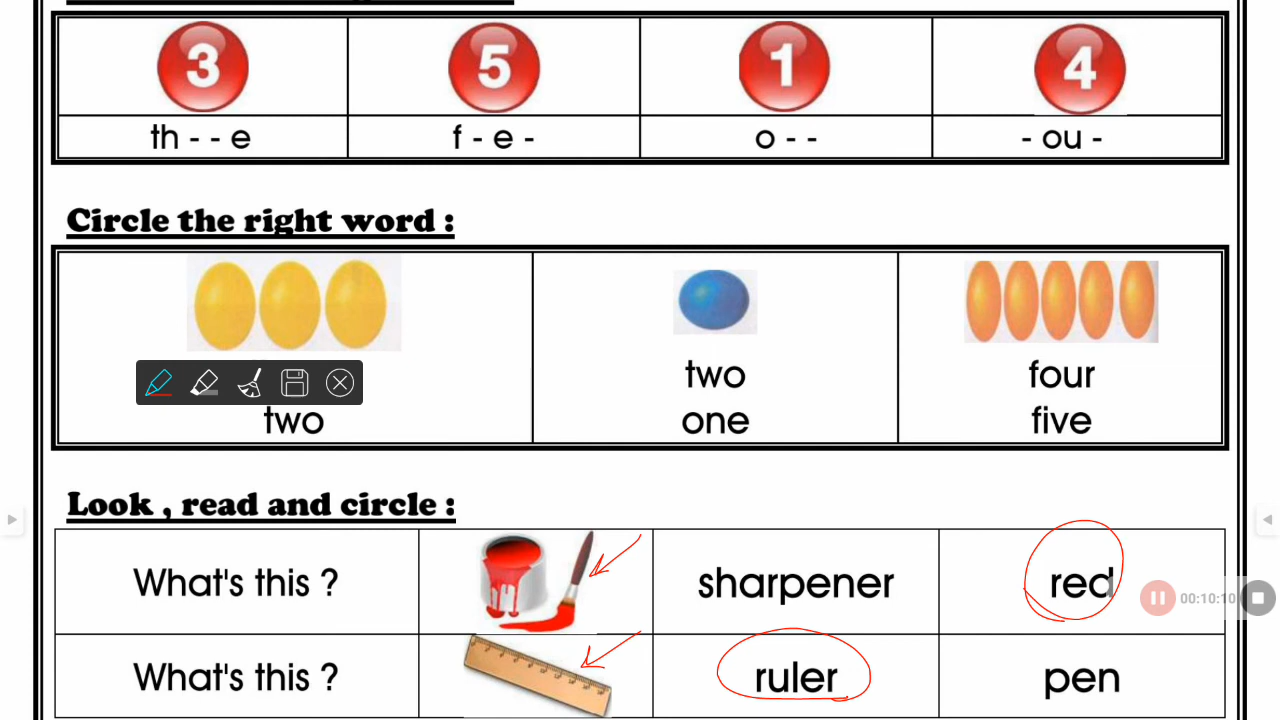 3 5 1 4
th - - e f - e - o - - - ou -
Circle the right word :
two four
two one five
Look , read and circle :
What's this ? sharpener red
00:10:10
What's this ? ruler pen